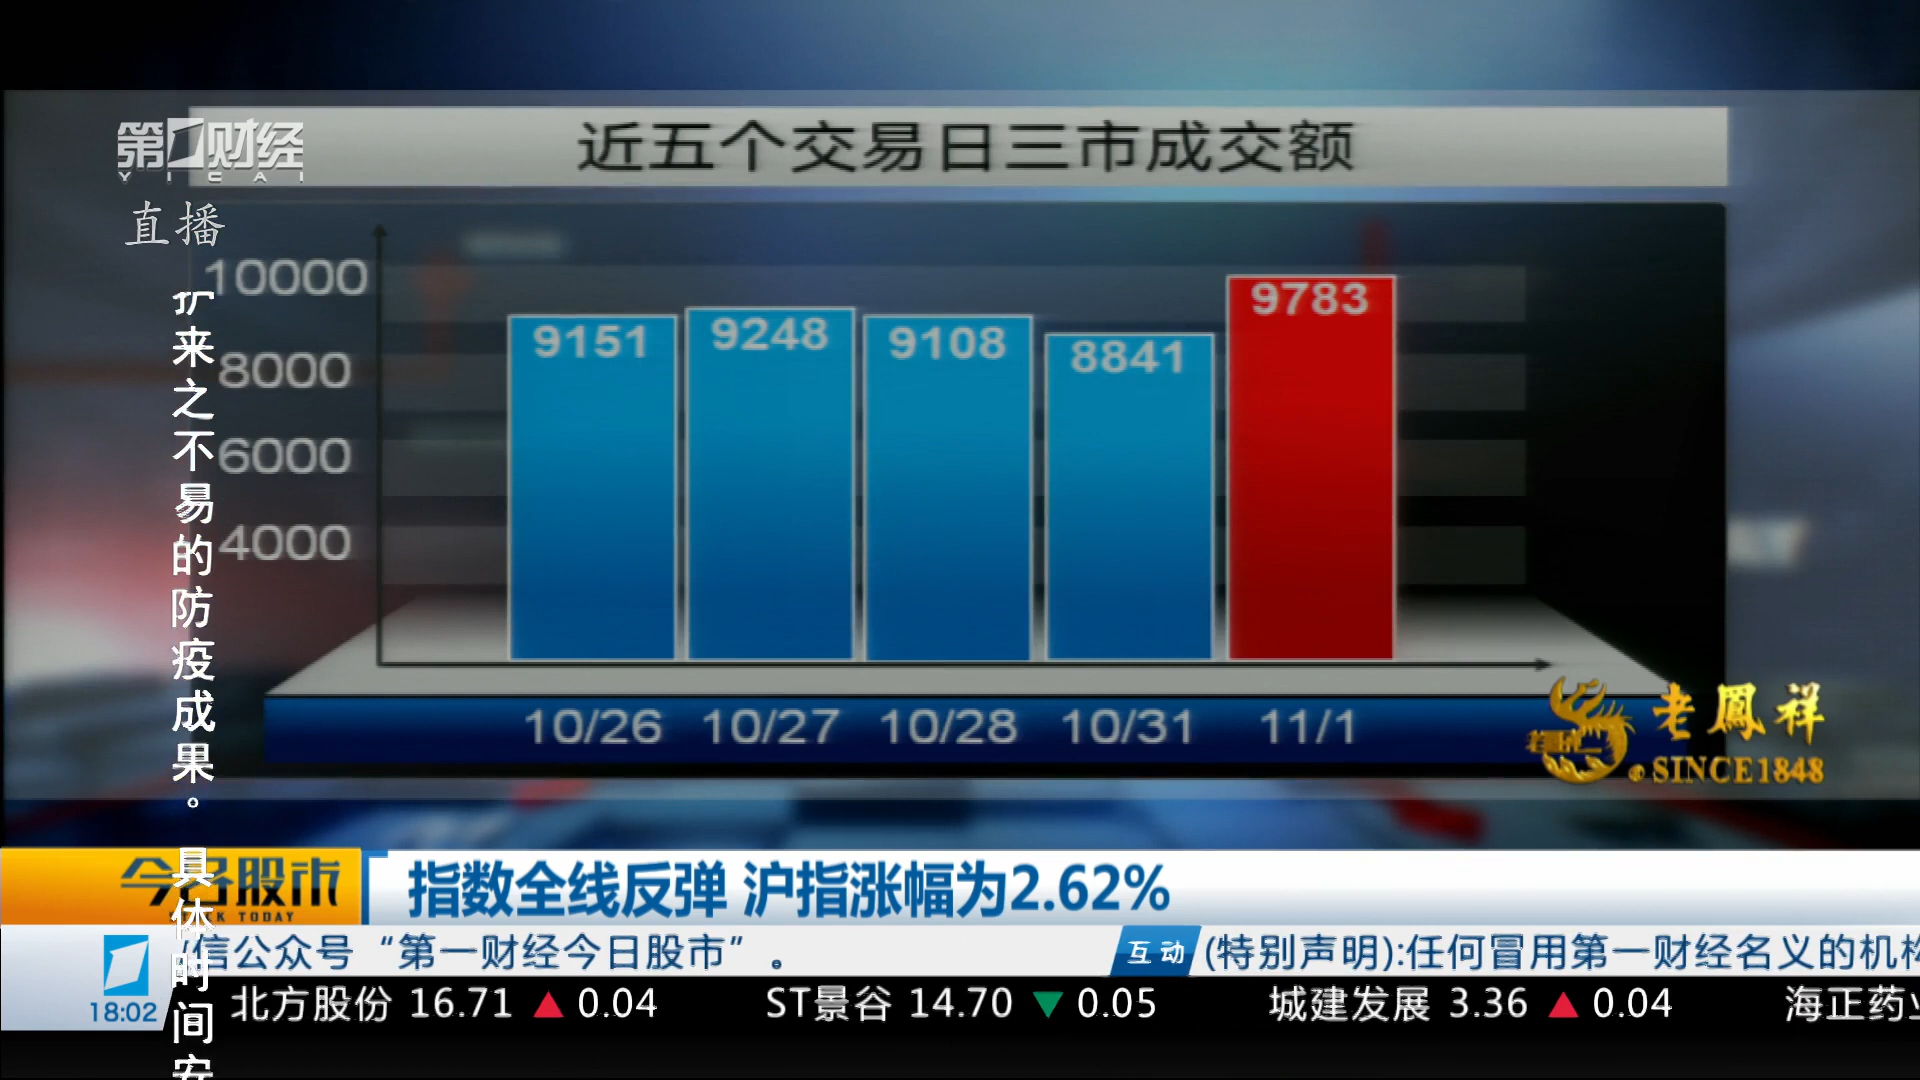 近五个交易日三市成交额
第1财经
YICAI
直播
10000
8000
6000
4000
9151
9248
9108
8841
9783
10/26
10/27
10/28
10/31
11/1
来之不易的防疫成果。具体时间安
老鳳祥
SINCE1848
今日股市
指数全线反弹 沪指涨幅为2.62%
信公众号“第一财经今日股市”。
互动
(特别声明):任何冒用第一财经名义的机构
18:02
北方股份 16.71 ▲ 0.04 ST景谷 14.70 ▼ 0.05 城建发展 3.36 ▲ 0.04 海正药业